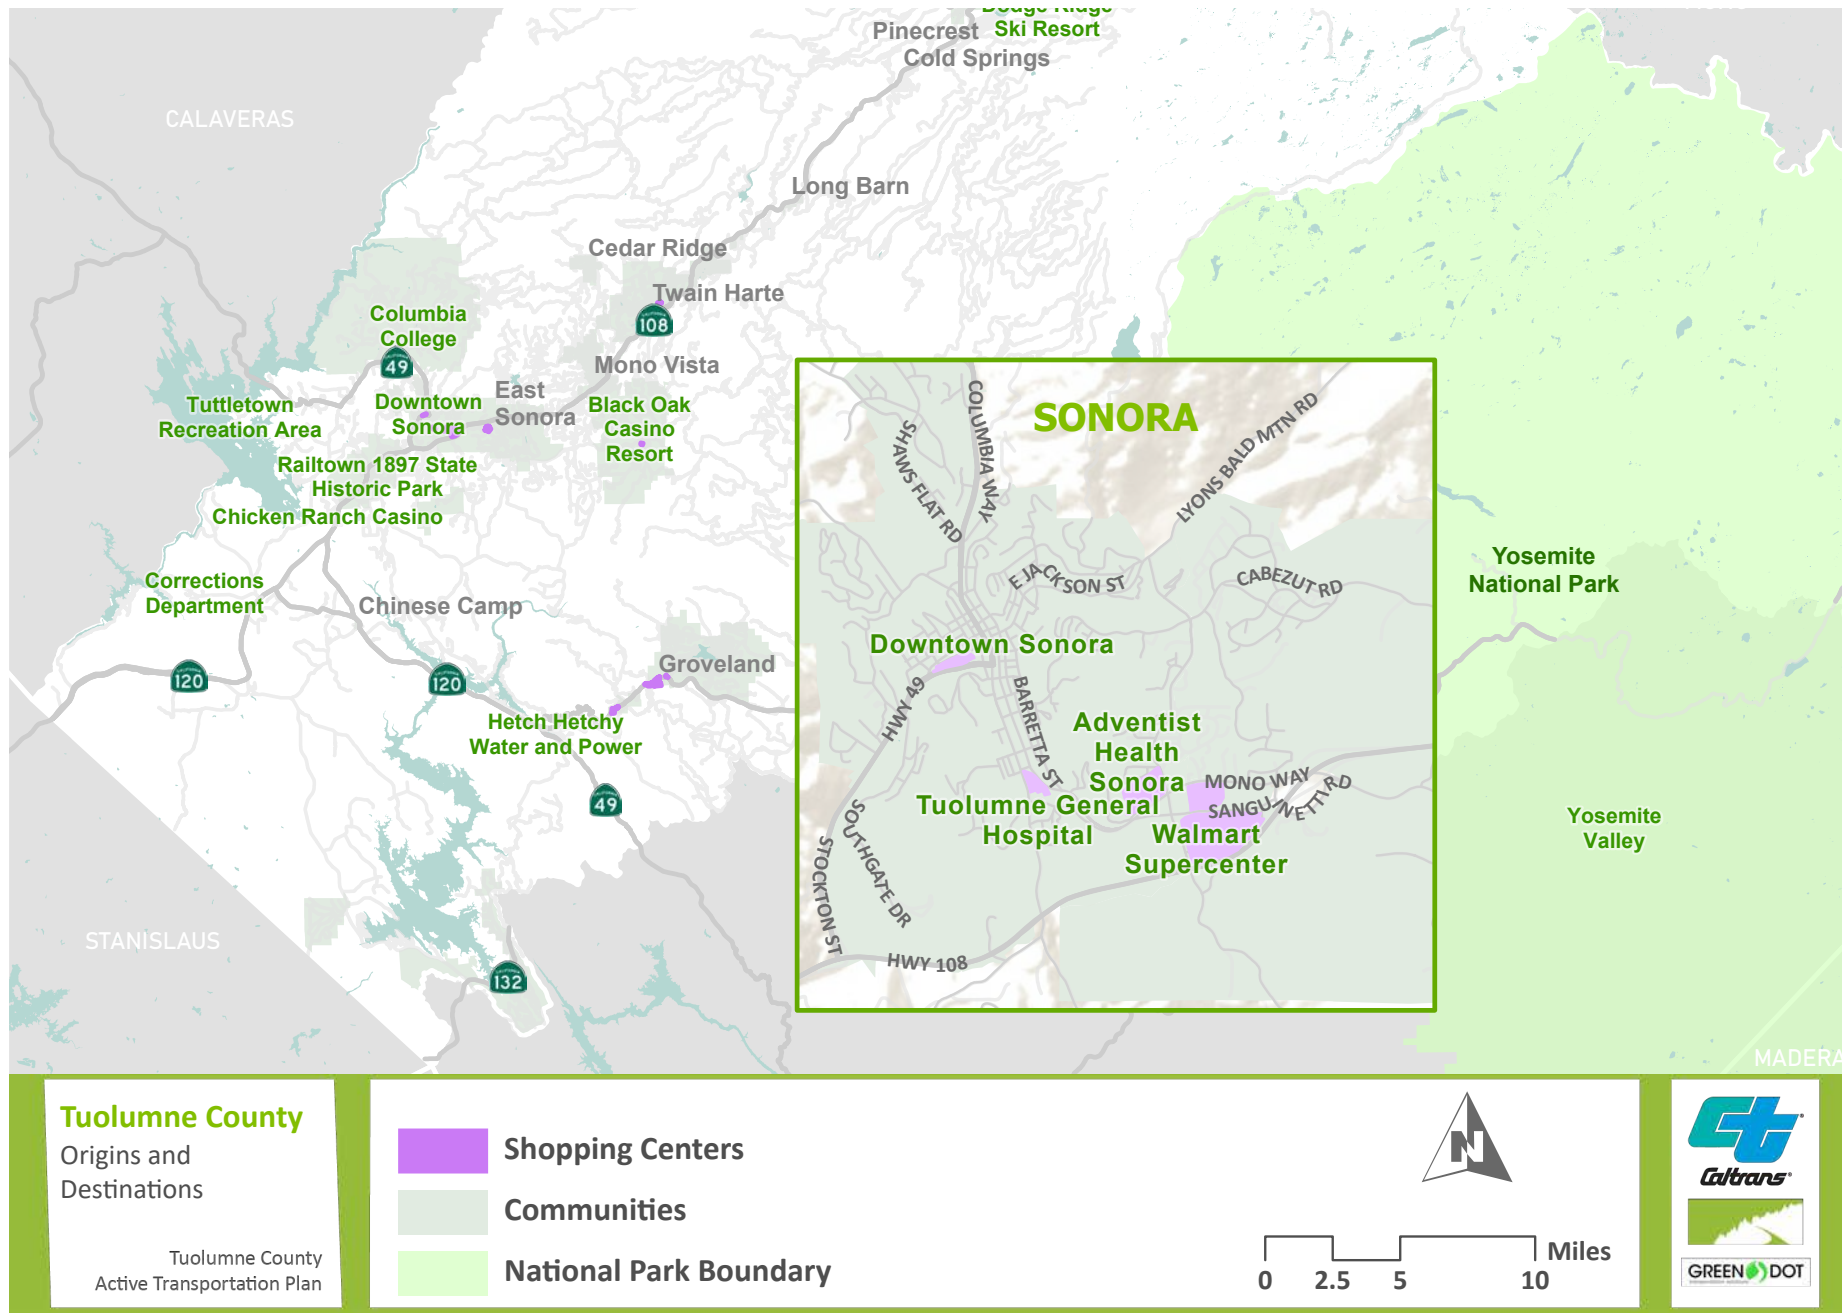 Dodge Ridge
Ski Resort
Pinecrest
Cold Springs
CALAVERAS
Long Barn
Cedar Ridge
Twain Harte
108
Columbia
College
49
Mono Vista
East
Sonora
Downtown
Sonora
Black Oak
Casino
Resort
Tuttletown
Recreation Area
Railtown 1897 State
Historic Park
Chicken Ranch Casino
Corrections
Department
Chinese Camp
120
120
Groveland
Hetch Hetchy
Water and Power
49
STANISLAUS
132
SONORA
COLUMBIA WAY
SHAWS FLAT RD
LYONS BALD MTN RD
E JACKSON ST
CABEZUT RD
Downtown Sonora
HWY 49
BARRETTA ST
Adventist
Health
Sonora
MONO WAY
SANGUINETTI RD
Tuolumne General
Hospital
Walmart
Supercenter
SOUTHGATE DR
STOCKTON ST
HWY 108
Yosemite
National Park
Yosemite
Valley
MADERA
Tuolumne County
Origins and
Destinations
Tuolumne County
Active Transportation Plan
Shopping Centers
Communities
National Park Boundary
N
0 2.5 5 10 Miles
Caltrans
GREEN DOT